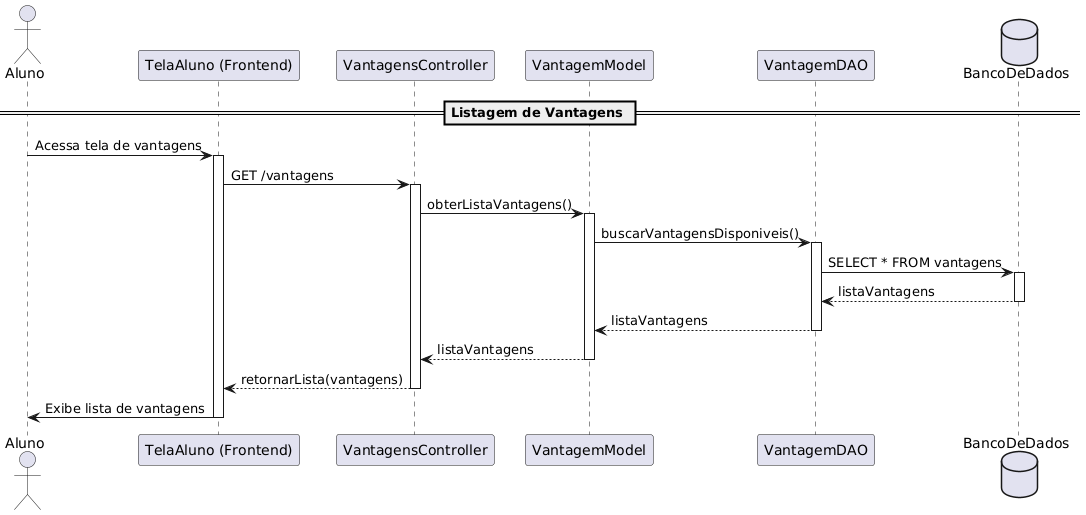 Aluno
TelaAluno (Frontend)
VantagensController
VantagemModel
VantagemDAO
BancoDeDados
Listagem de Vantagens
Acessa tela de vantagens
GET /vantagens
obterListaVantagens()
buscarVantagensDisponiveis()
SELECT * FROM vantagens
listaVantagens
listaVantagens
listaVantagens
retornarLista(vantagens)
Exibe lista de vantagens
Aluno
TelaAluno (Frontend)
VantagensController
VantagemModel
VantagemDAO
BancoDeDados